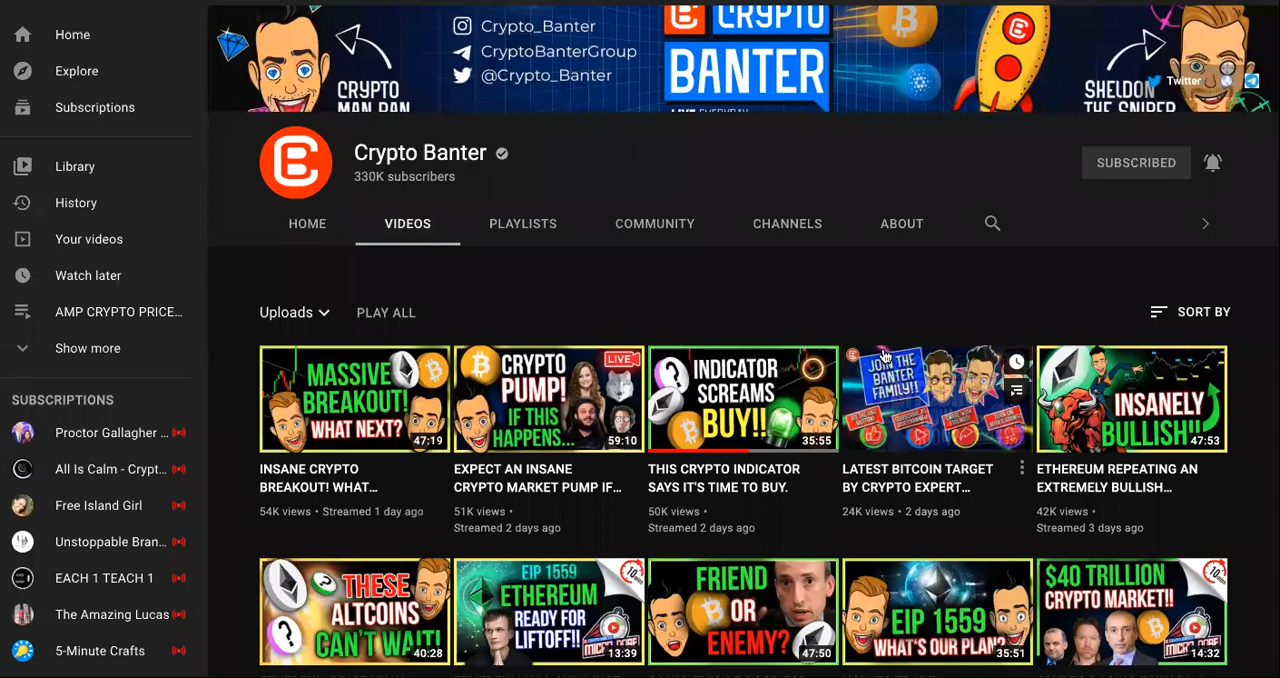 Home
Explore
Subscriptions
Library
History
Your videos
Watch later
AMP CRYPTO PRICE...
Show more
SUBSCRIPTIONS
Proctor Gallagher ...
All Is Calm - Crypt...
Free Island Girl
Unstoppable Bran...
EACH 1 TEACH 1
The Amazing Lucas
5-Minute Crafts
CRYPTO
MAN RAN
Crypto_Banter
CryptoBanterGroup
@Crypto_Banter
CRYPTO
BANTER
SHELDON
THE SNIPER
Twitter
Crypto Banter
330K subscribers
SUBSCRIBED
HOME
VIDEOS
PLAYLISTS
COMMUNITY
CHANNELS
ABOUT
Uploads
PLAY ALL
SORT BY
MASSIVE
BREAKOUT!
WHAT NEXT?
47:19
INSANE CRYPTO
BREAKOUT! WHAT...
54K views • Streamed 1 day ago
CRYPTO
PUMP!
IF THIS
HAPPENS...
LIVE
59:10
EXPECT AN INSANE
CRYPTO MARKET PUMP IF...
51K views •
Streamed 2 days ago
INDICATOR
SCREAMS
BUY!!
35:55
THIS CRYPTO INDICATOR
SAYS IT'S TIME TO BUY.
50K views •
Streamed 2 days ago
JOIN THE
BANTER
FAMILY!!
LATEST BITCOIN TARGET
BY CRYPTO EXPERT...
24K views • 2 days ago
INSANELY
BULLISH!!
47:53
ETHEREUM REPEATING AN
EXTREMELY BULLISH...
42K views •
Streamed 3 days ago
THESE
ALTCOINS
CAN'T WAIT!
40:28
EIP 1559
ETHEREUM
READY FOR
LIFTOFF!!
13:39
FRIEND
OR
ENEMY?
47:50
EIP 1559
WHAT'S OUR PLAN?
35:51
$40 TRILLION
CRYPTO MARKET!!
14:32